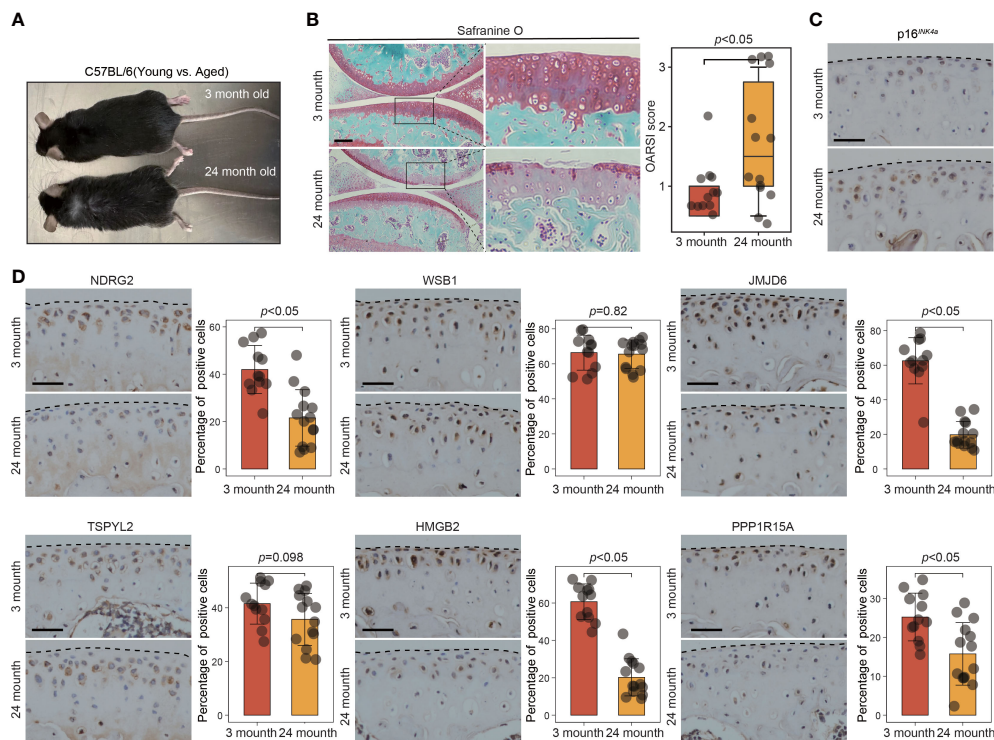 A
C57BL/6(Young vs. Aged)
3 month old
24 month old
B
Safranine O
3 mounth
24 mounth
p<0.05
OARSI score
3
2
1
3 mounth 24 mounth
C
p16INK4a
3 mounth
24 mounth
D
NDRG2
3 mounth
24 mounth
p<0.05
Percentage of positive cells
60
40
20
0
3 mounth 24 mounth
WSB1
3 mounth
24 mounth
p=0.82
Percentage of positive cells
80
60
40
20
0
3 mounth 24 mounth
JMJD6
3 mounth
24 mounth
p<0.05
Percentage of positive cells
80
60
40
20
0
3 mounth 24 mounth
TSPYL2
3 mounth
24 mounth
p=0.098
Percentage of positive cells
40
20
0
3 mounth 24 mounth
HMGB2
3 mounth
24 mounth
p<0.05
Percentage of positive cells
60
40
20
0
3 mounth 24 mounth
PPP1R15A
3 mounth
24 mounth
p<0.05
Percentage of positive cells
30
20
10
0
3 mounth 24 mounth